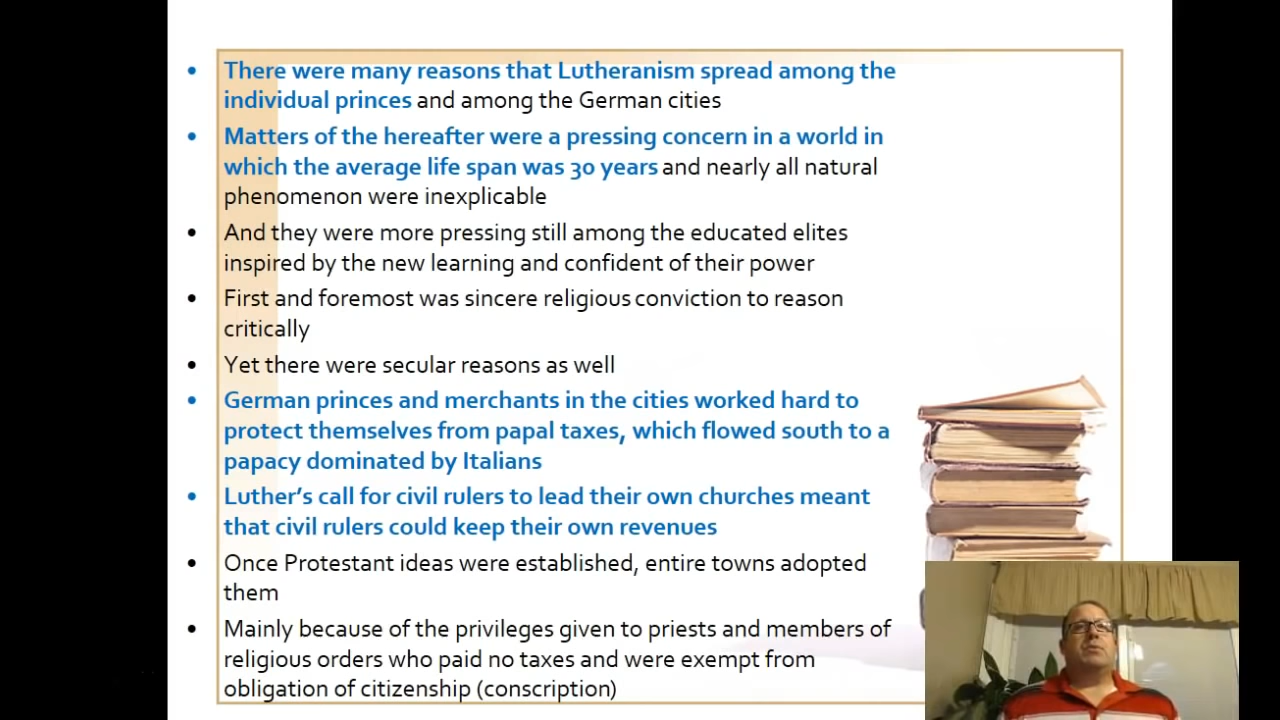 • There were many reasons that Lutheranism spread among the
individual princes and among the German cities
• Matters of the hereafter were a pressing concern in a world in
which the average life span was 30 years and nearly all natural
phenomenon were inexplicable
• And they were more pressing still among the educated elites
inspired by the new learning and confident of their power
• First and foremost was sincere religious conviction to reason
critically
• Yet there were secular reasons as well
• German princes and merchants in the cities worked hard to
protect themselves from papal taxes, which flowed south to a
papacy dominated by Italians
• Luther’s call for civil rulers to lead their own churches meant
that civil rulers could keep their own revenues
• Once Protestant ideas were established, entire towns adopted
them
• Mainly because of the privileges given to priests and members of
religious orders who paid no taxes and were exempt from
obligation of citizenship (conscription)